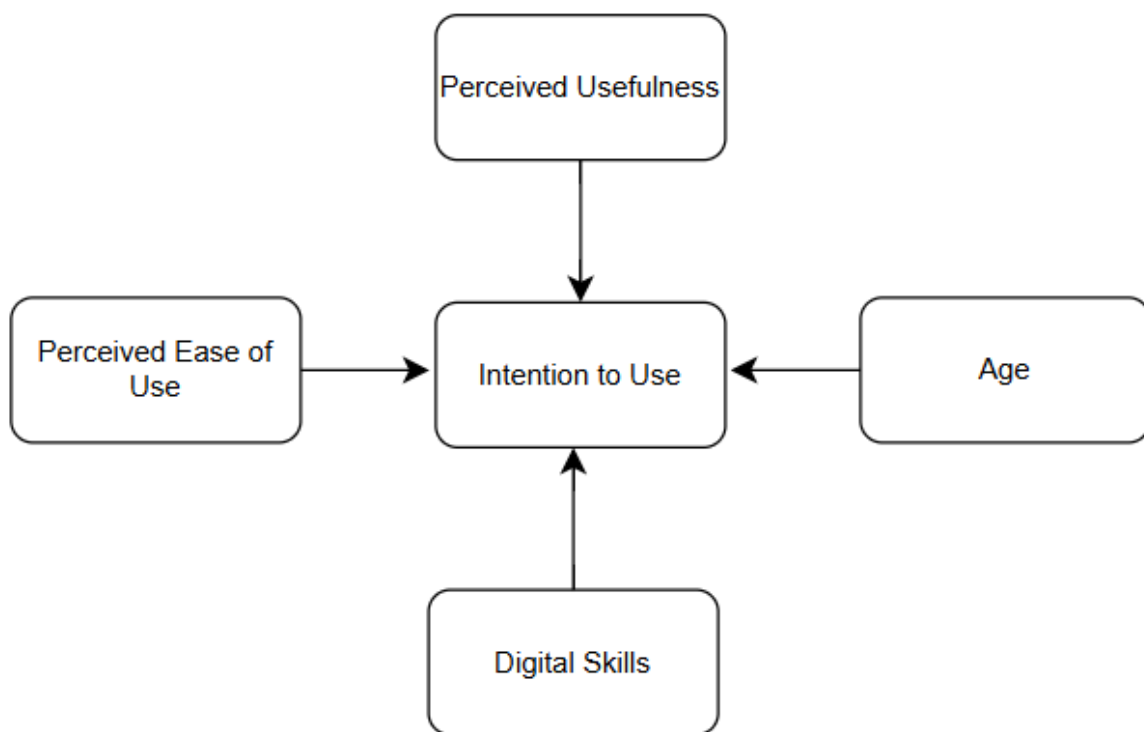 Perceived Usefulness
Perceived Ease of
Use
Intention to Use
Age
Digital Skills